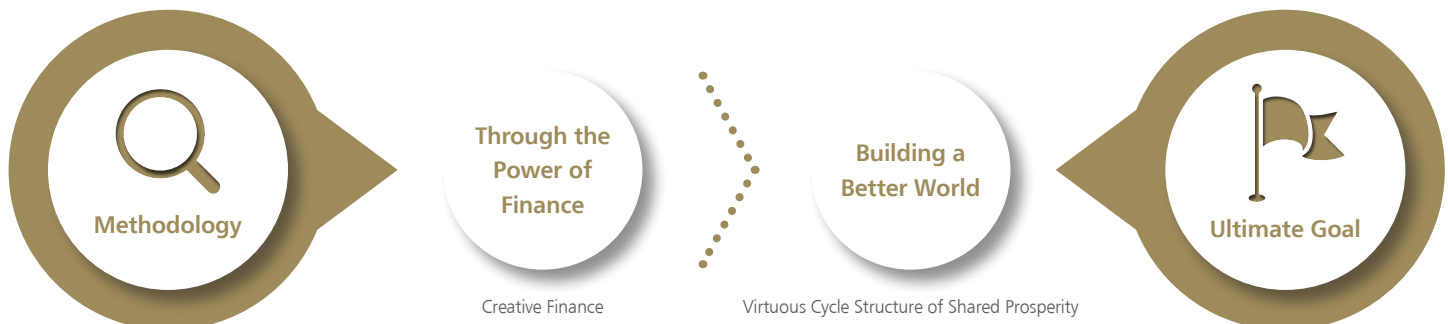 Methodology
Through the
Power of
Finance
Creative Finance
Building a
Better World
Virtuous Cycle Structure of Shared Prosperity
Ultimate Goal